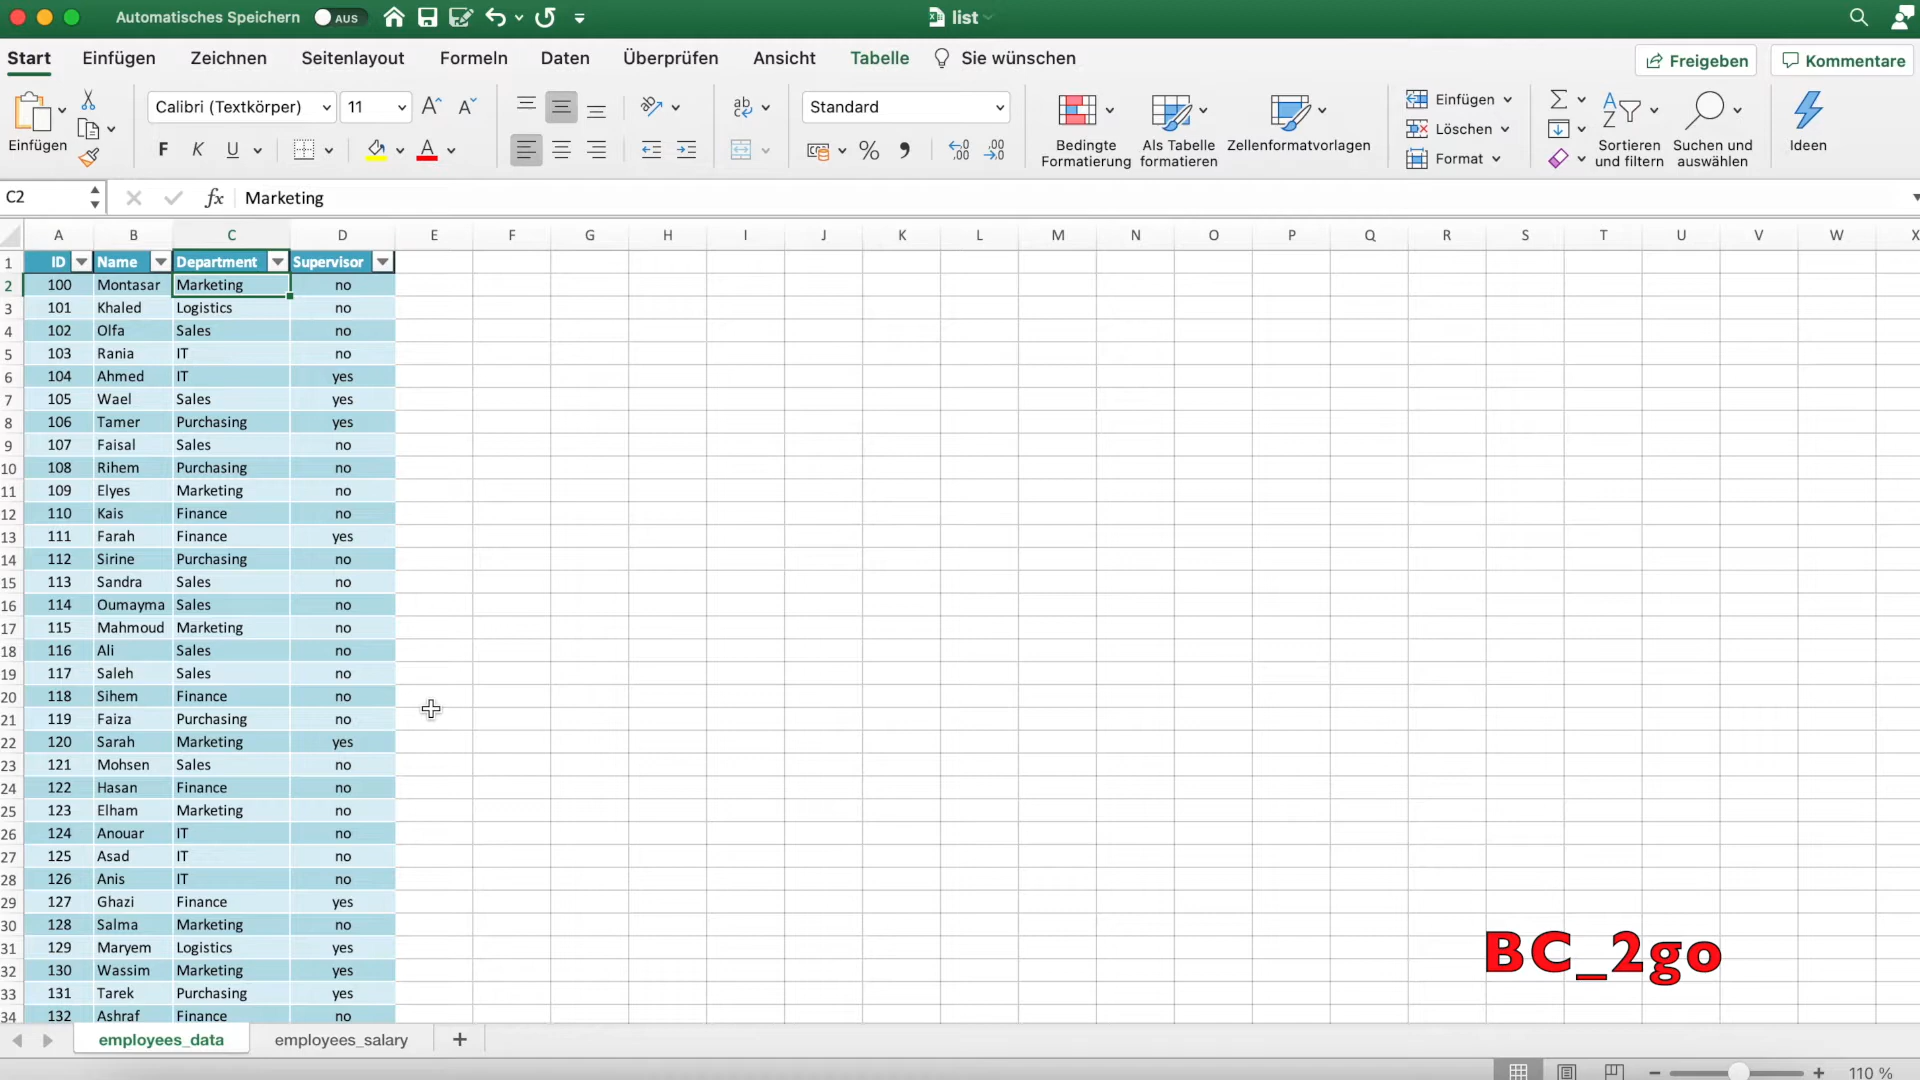 Automatisches Speichern AUS list
Start Einfügen Zeichnen Seitenlayout Formeln Daten Überprüfen Ansicht Tabelle Sie wünschen Freigeben Kommentare
Calibri (Textkörper) 11 Standard
Einfügen F K U Bedingte Formatierung Als Tabelle formatieren Zellenformatvorlagen Einfügen Löschen Format Sortieren und filtern Suchen und auswählen Ideen
C2 fx Marketing
A B C D E F G H I J K L M N O P Q R S T U V W X
1 ID Name Department Supervisor
2 100 Montasar Marketing no
3 101 Khaled Logistics no
4 102 Olfa Sales no
5 103 Rania IT no
6 104 Ahmed IT yes
7 105 Wael Sales yes
8 106 Tamer Purchasing yes
9 107 Faisal Sales no
10 108 Rihem Purchasing no
11 109 Elyes Marketing no
12 110 Kais Finance no
13 111 Farah Finance yes
14 112 Sirine Purchasing no
15 113 Sandra Sales no
16 114 Oumayma Sales no
17 115 Mahmoud Marketing no
18 116 Ali Sales no
19 117 Saleh Sales no
20 118 Sihem Finance no
21 119 Faiza Purchasing no
22 120 Sarah Marketing yes
23 121 Mohsen Sales no
24 122 Hasan Finance no
25 123 Elham Marketing no
26 124 Anouar IT no
27 125 Asad IT no
28 126 Anis IT no
29 127 Ghazi Finance yes
30 128 Salma Marketing no
31 129 Maryem Logistics yes
32 130 Wassim Marketing yes
33 131 Tarek Purchasing yes
34 132 Ashraf Finance no
BC_2go
employees_data employees_salary
110 %